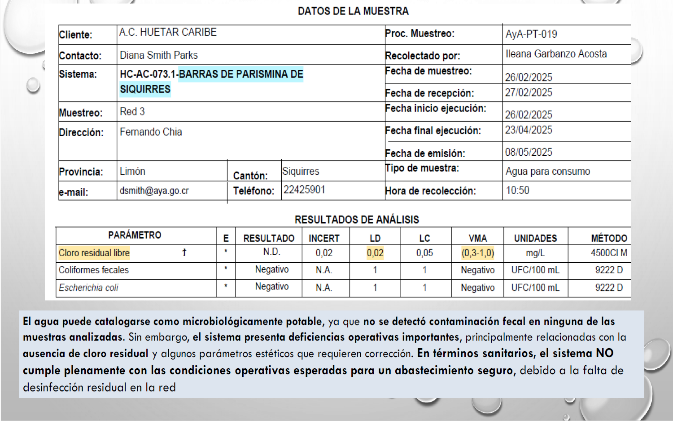 DATOS DE LA MUESTRA
Cliente: A.C. HUETAR CARIBE Proc. Muestreo: AyA-PT-019
Contacto: Diana Smith Parks Recolectado por: Ileana Garbanzo Acosta
Sistema: HC-AC-073.1-BARRAS DE PARISMINA DE SIQUIRRES Fecha de muestreo: 26/02/2025
Fecha de recepción: 27/02/2025
Muestreo: Red 3 Fecha inicio ejecución: 26/02/2025
Dirección: Fernando Chia Fecha final ejecución: 23/04/2025
Fecha de emisión: 08/05/2025
Provincia: Limón Cantón: Siquirres Tipo de muestra: Agua para consumo
e-mail: dsmith@aya.go.cr Teléfono: 22425901 Hora de recolección: 10:50
RESULTADOS DE ANÁLISIS
PARÁMETRO E RESULTADO INCERT LD LC VMA UNIDADES MÉTODO
Cloro residual libre † * N.D. 0,02 0,02 0,05 (0,3-1,0) mg/L 4500Cl M
Coliformes fecales * Negativo N.A. 1 1 Negativo UFC/100 mL 9222 D
Escherichia coli * Negativo N.A. 1 1 Negativo UFC/100 mL 9222 D
El agua puede catalogarse como microbiológicamente potable, ya que no se detectó contaminación fecal en ninguna de las
muestras analizadas. Sin embargo, el sistema presenta deficiencias operativas importantes, principalmente relacionadas con la
ausencia de cloro residual y algunos parámetros estéticos que requieren corrección. En términos sanitarios, el sistema NO
cumple plenamente con las condiciones operativas esperadas para un abastecimiento seguro, debido a la falta de
desinfección residual en la red